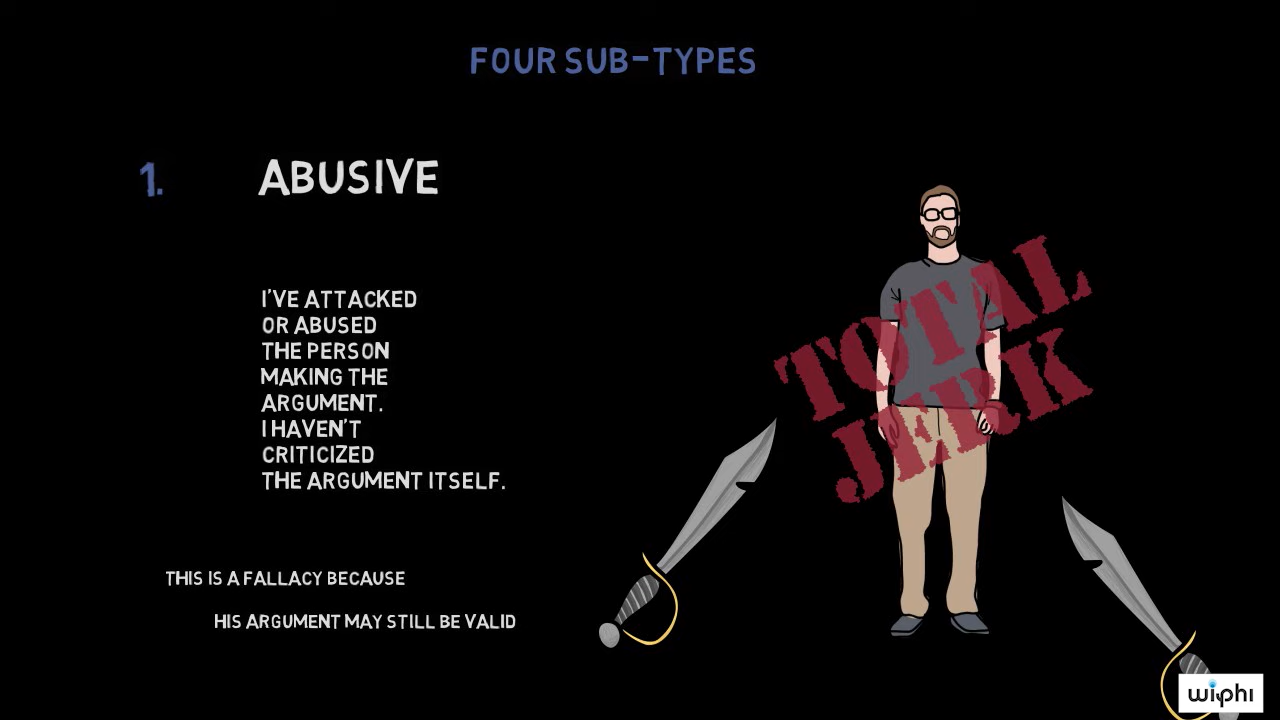 FOUR SUB-TYPES
1. ABUSIVE
I'VE ATTACKED
OR ABUSED
THE PERSON
MAKING THE
ARGUMENT.
I HAVEN'T
CRITICIZED
THE ARGUMENT ITSELF.
THIS IS A FALLACY BECAUSE
HIS ARGUMENT MAY STILL BE VALID
TOTAL
JERK
wiphi